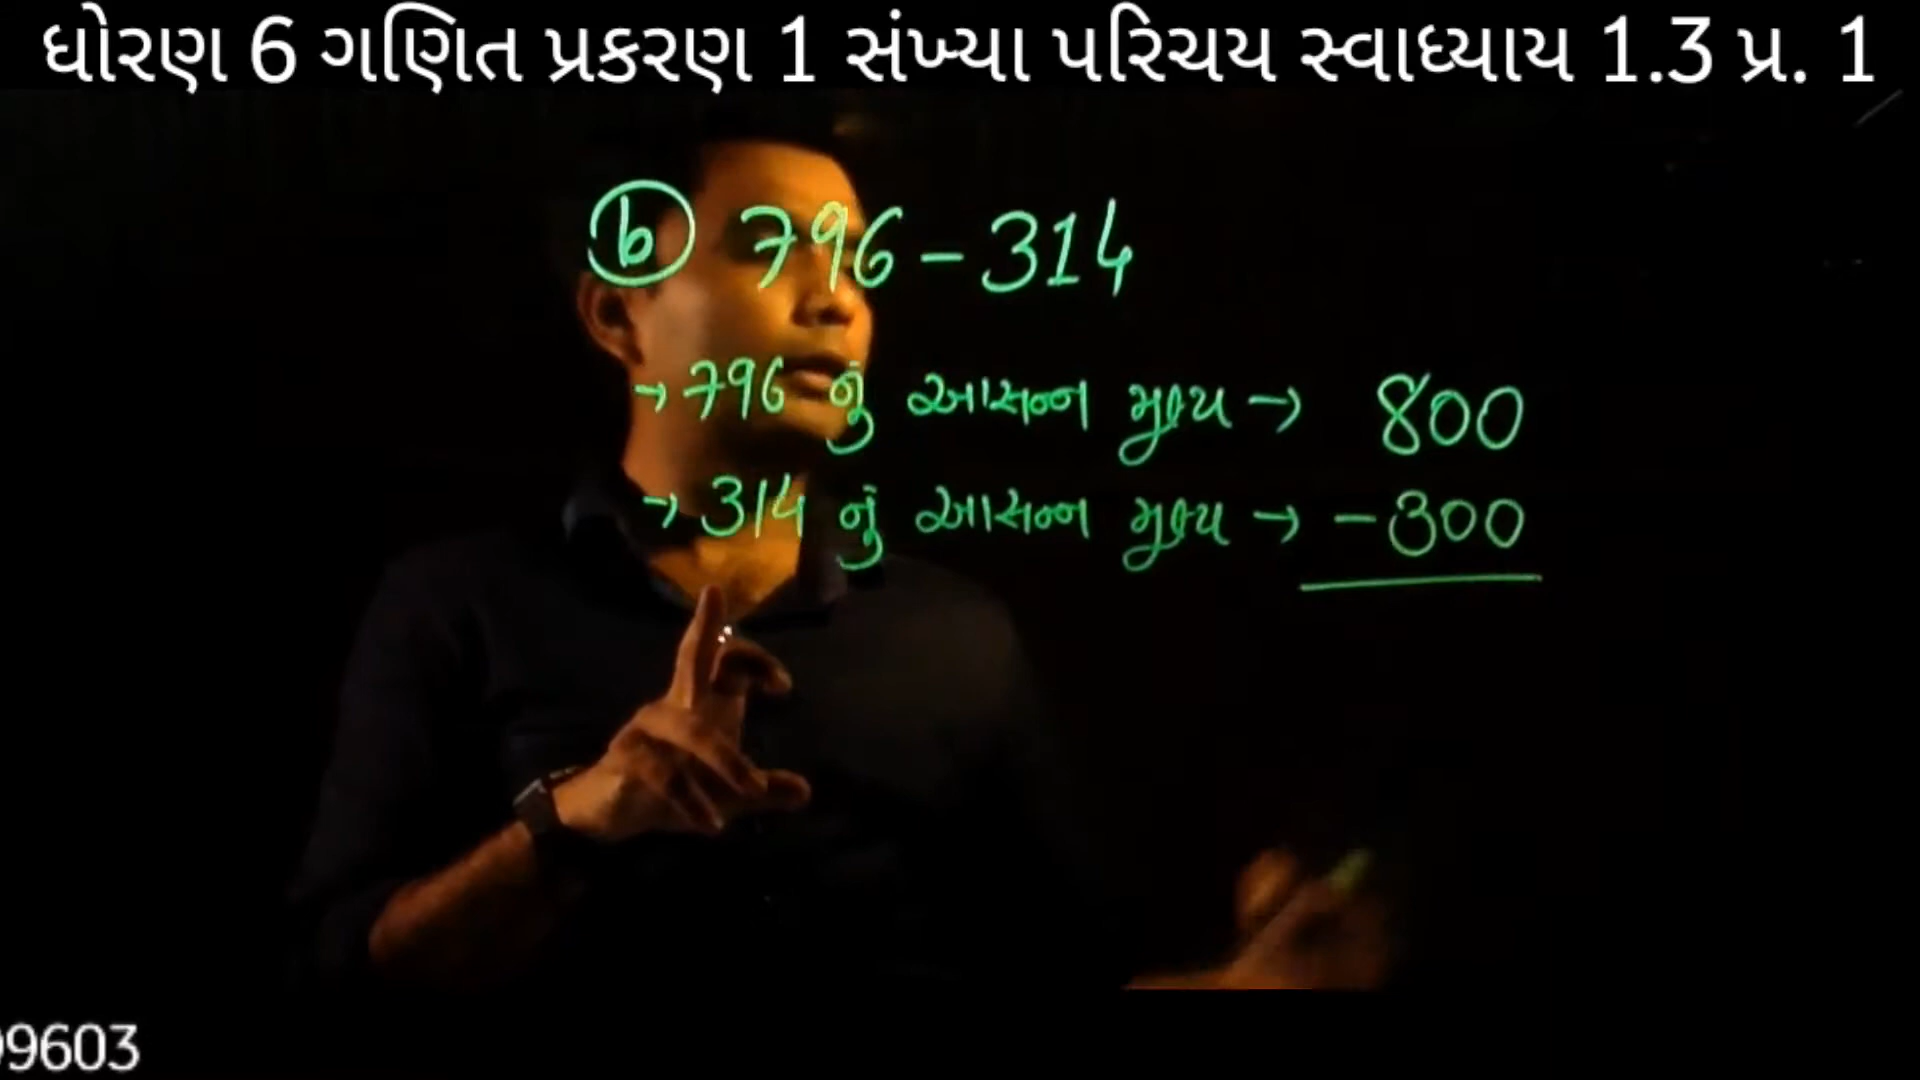 ધોરણ 6 ગણિત પ્રકરણ 1 સંખ્યા પરિચય સ્વાધ્યાય 1.3 પ્ર. 1
b 796 - 314
→ 796 નું આસન્ન મુલ્ય → 800
→ 314 નું આસન્ન મુલ્ય → - 300
9603